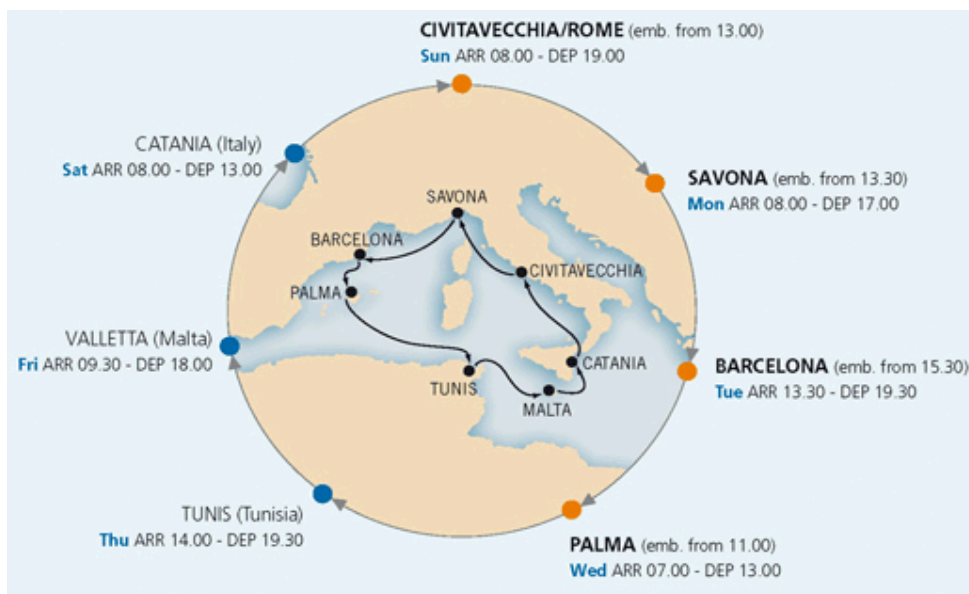 CIVITAVECCHIA/ROME (emb. from 13.00)
Sun ARR 08.00 - DEP 19.00
CATANIA (Italy)
Sat ARR 08.00 - DEP 13.00
SAVONA (emb. from 13.30)
Mon ARR 08.00 - DEP 17.00
SAVONA
BARCELONA
CIVITAVECCHIA
PALMA
VALLETTA (Malta)
Fri ARR 09.30 - DEP 18.00
CATANIA
TUNIS
MALTA
BARCELONA (emb. from 15.30)
Tue ARR 13.30 - DEP 19.30
TUNIS (Tunisia)
Thu ARR 14.00 - DEP 19.30
PALMA (emb. from 11.00)
Wed ARR 07.00 - DEP 13.00